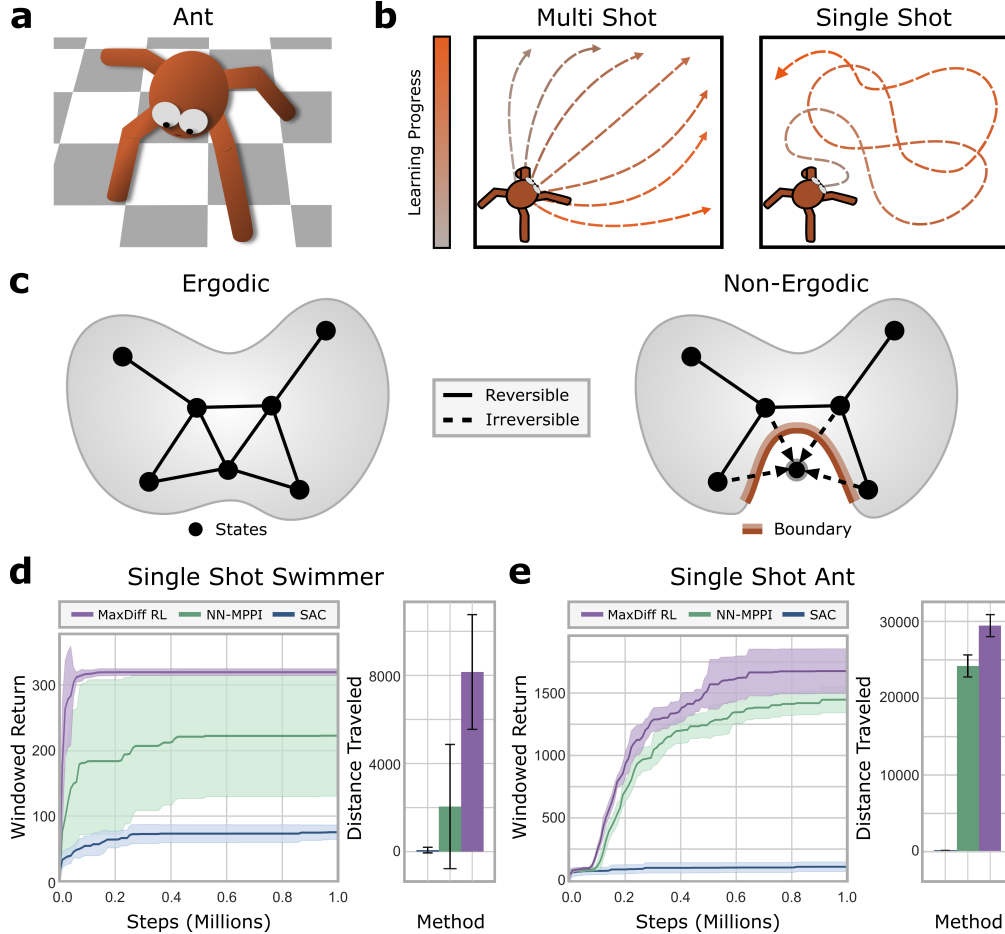 a
Ant
b
Multi Shot
Single Shot
Learning Progress
c
Ergodic
Non-Ergodic
Reversible
Irreversible
States
Boundary
d
Single Shot Swimmer
MaxDiff RL
NN-MPPI
SAC
Windowed Return
300
200
100
0
0.0
0.2
0.4
0.6
0.8
1.0
Steps (Millions)
Distance Traveled
8000
4000
0
Method
e
Single Shot Ant
MaxDiff RL
NN-MPPI
SAC
Windowed Return
1500
1000
500
0
0.0
0.2
0.4
0.6
0.8
1.0
Steps (Millions)
Distance Traveled
30000
20000
10000
0
Method